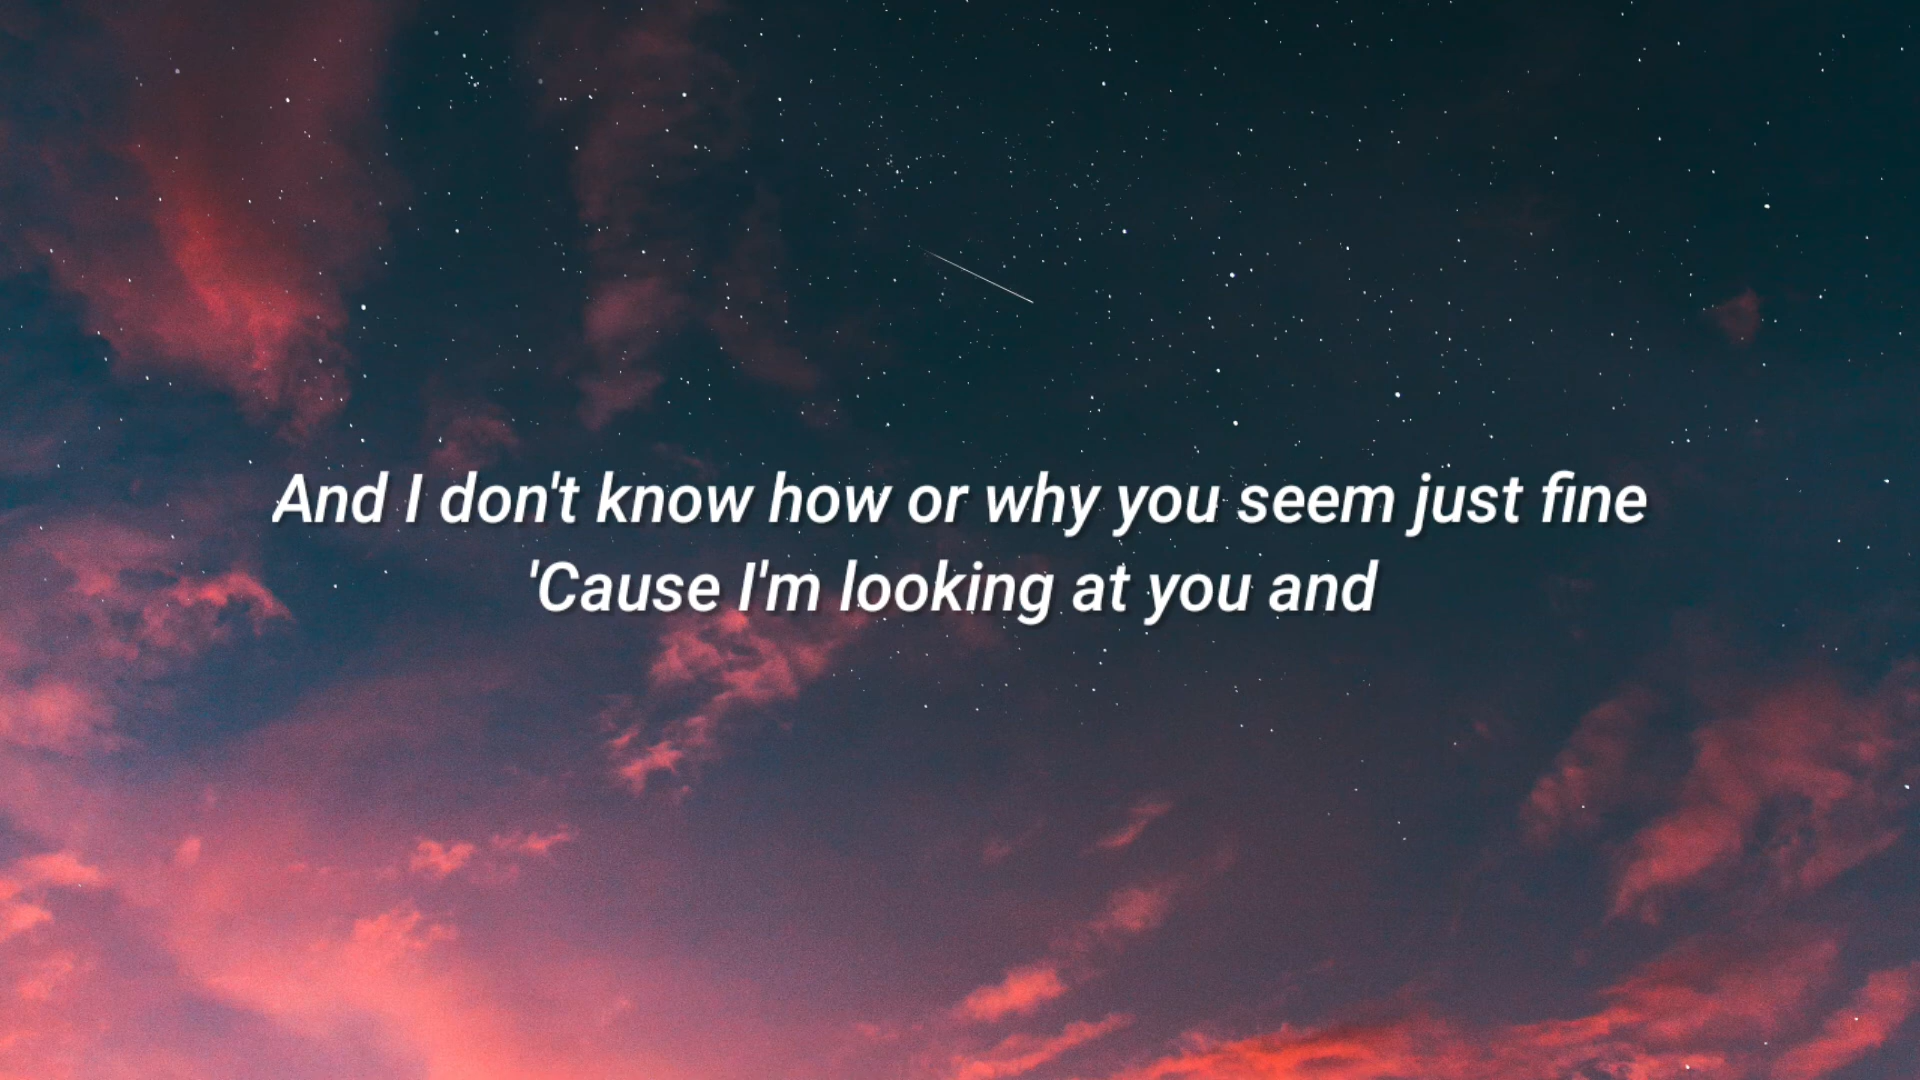 And I don't know how or why you seem just fine
'Cause I'm looking at you and